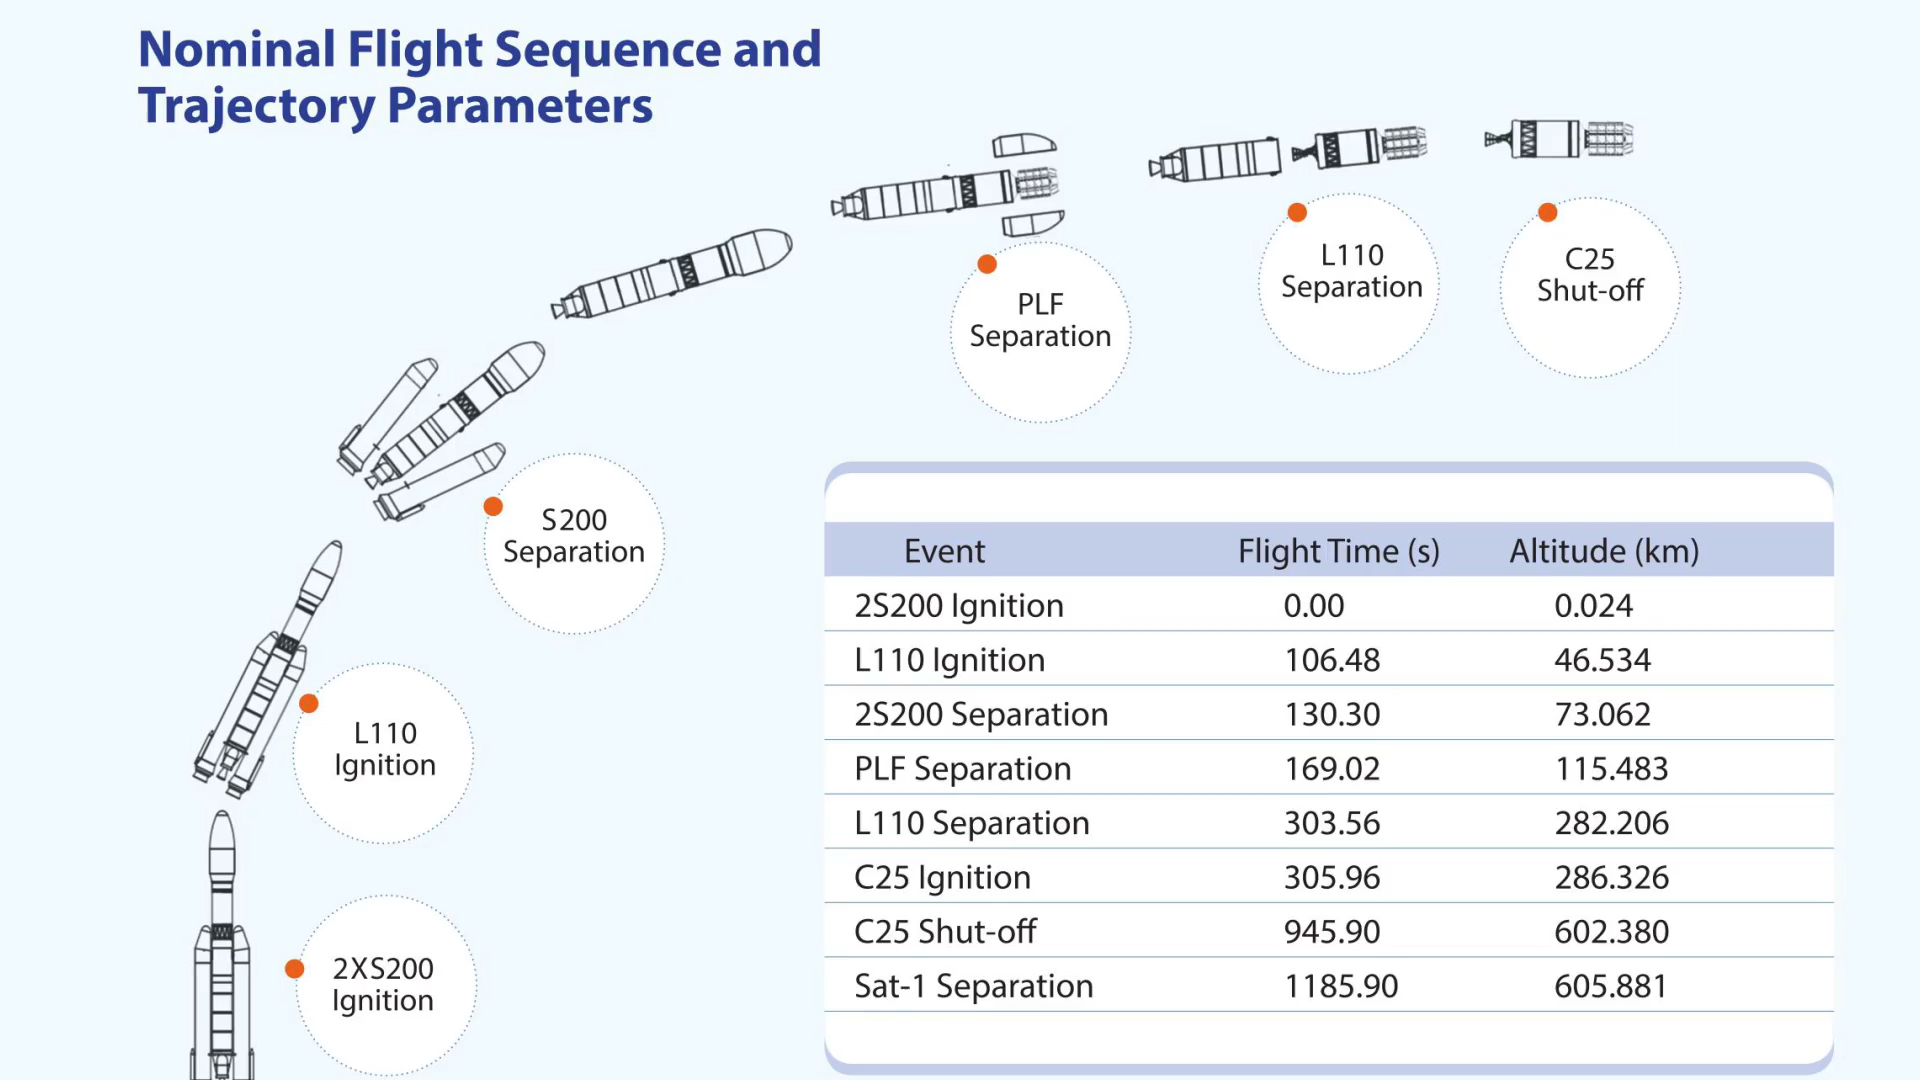 Nominal Flight Sequence and
Trajectory Parameters
PLF
Separation
L110
Separation
C25
Shut-off
S200
Separation
L110
Ignition
2XS200
Ignition
Event Flight Time (s) Altitude (km)
2S200 Ignition 0.00 0.024
L110 Ignition 106.48 46.534
2S200 Separation 130.30 73.062
PLF Separation 169.02 115.483
L110 Separation 303.56 282.206
C25 Ignition 305.96 286.326
C25 Shut-off 945.90 602.380
Sat-1 Separation 1185.90 605.881